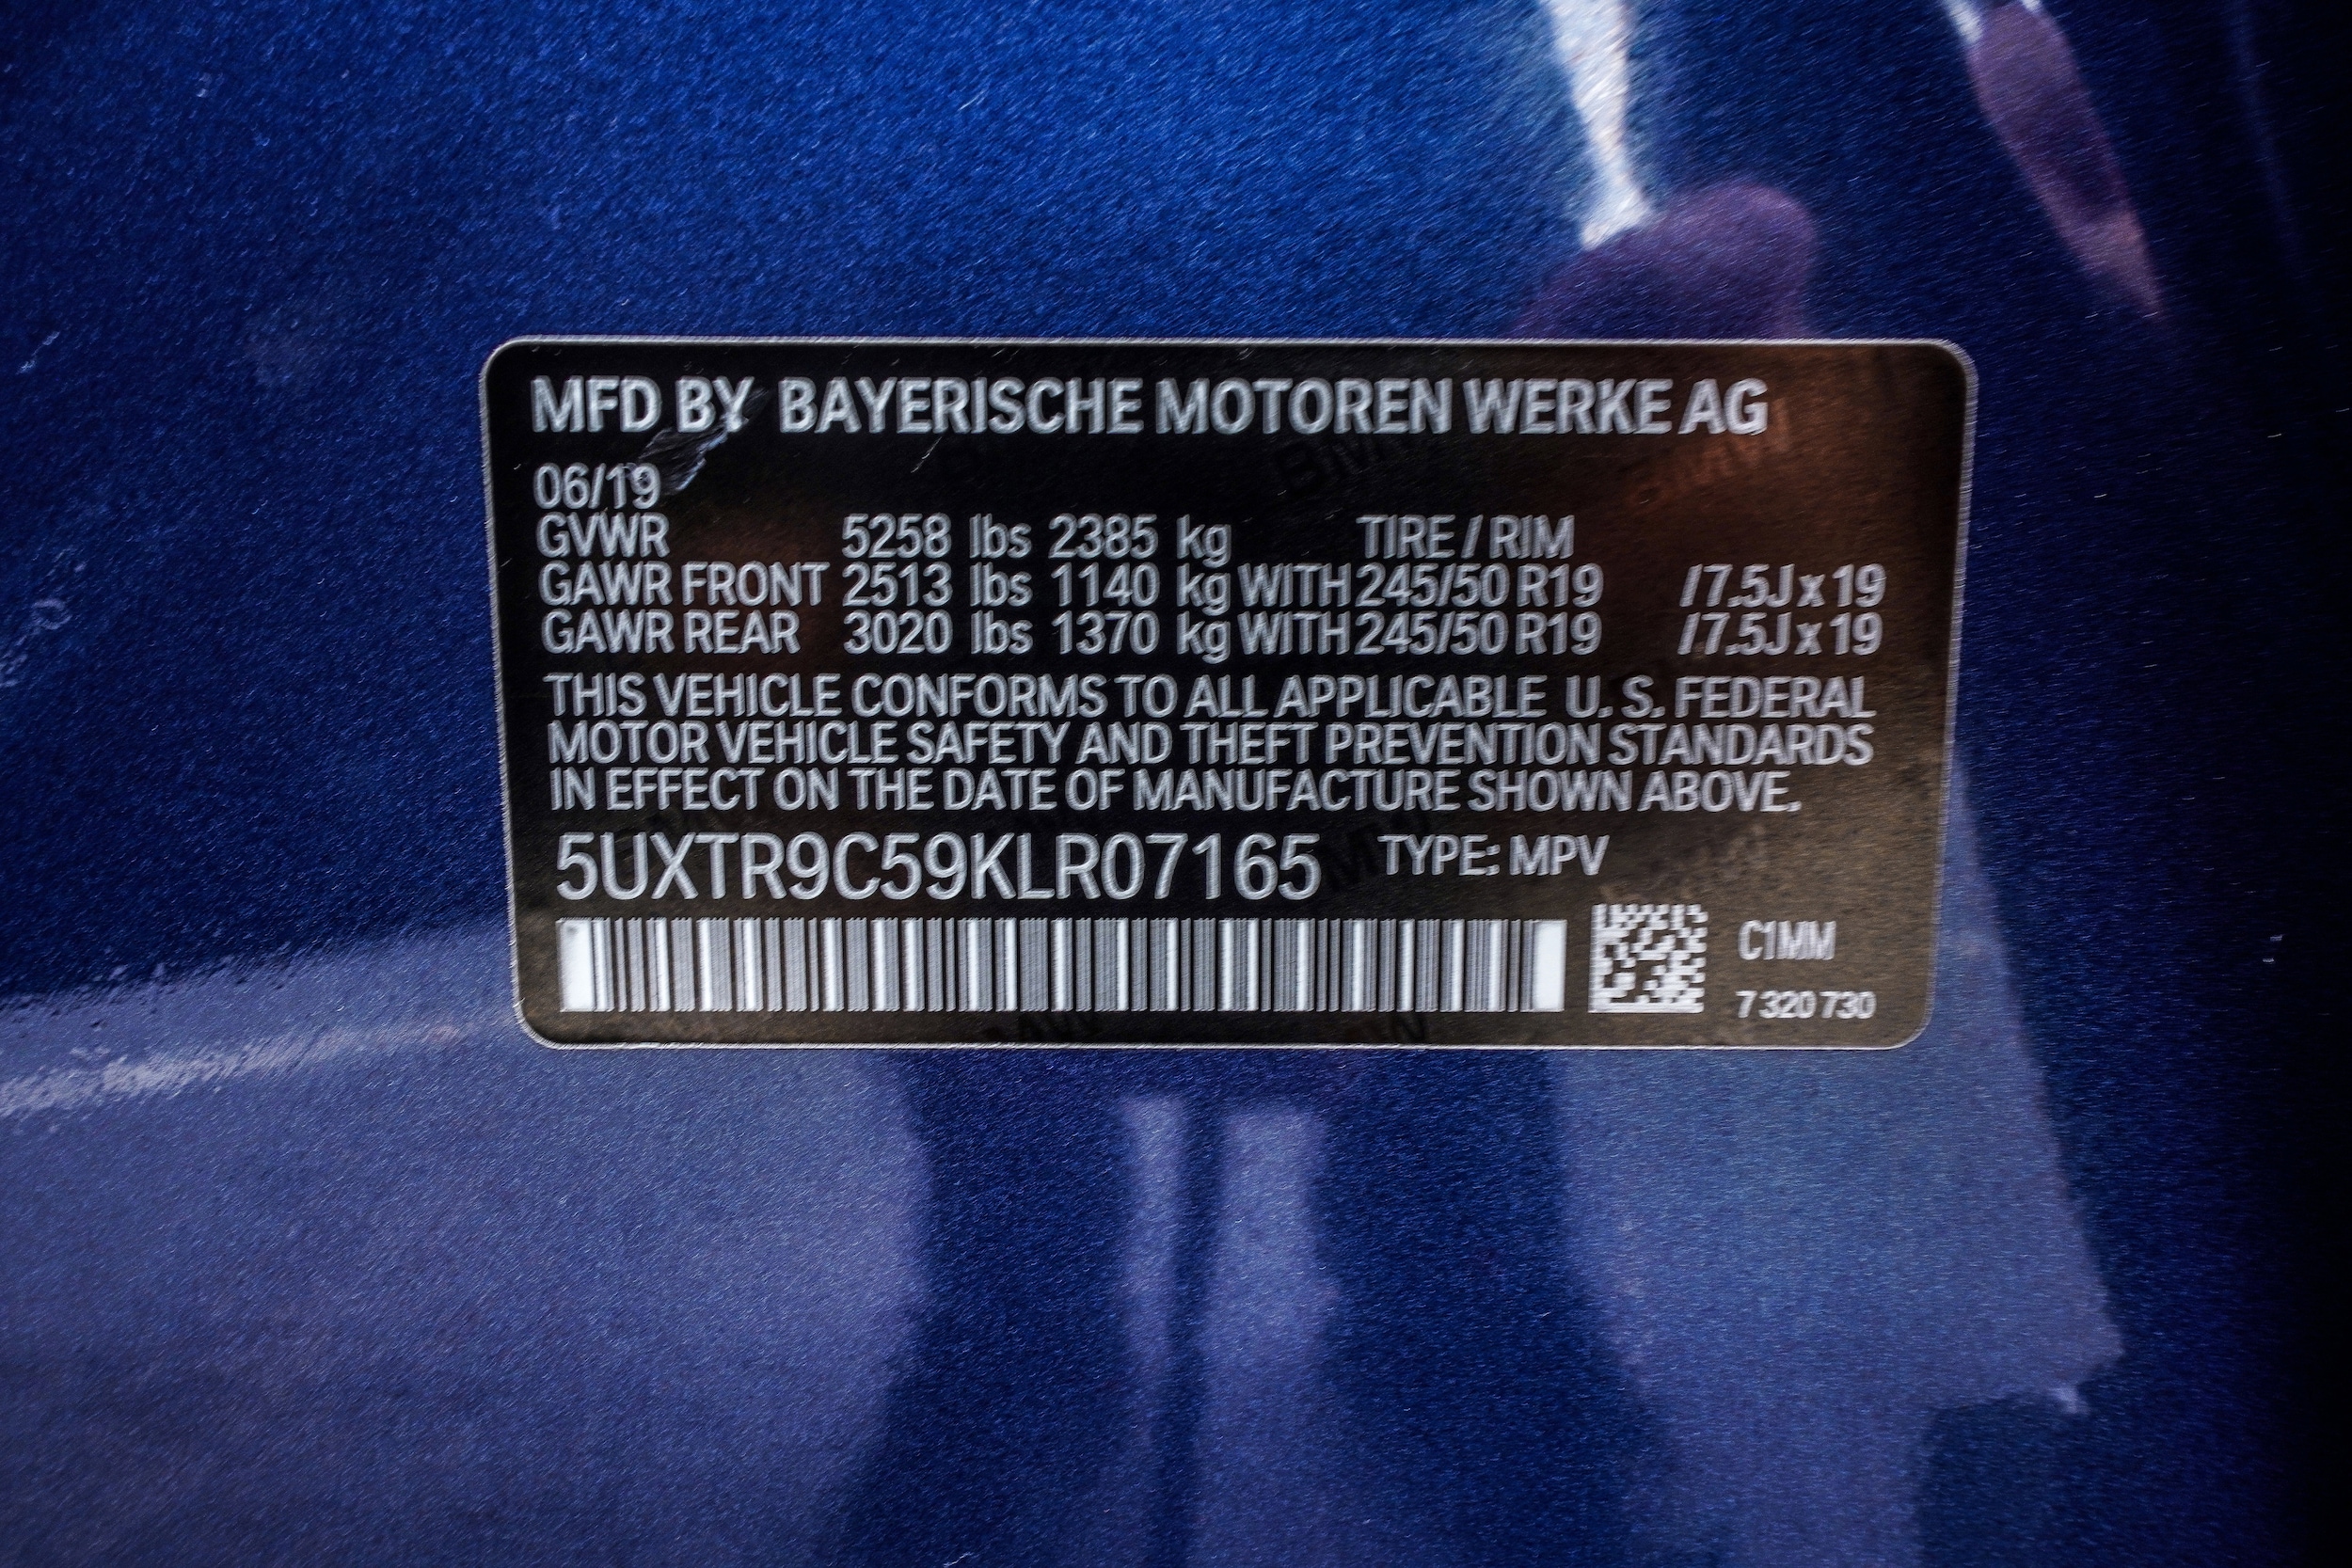 MFD BY BAYERISCHE MOTOREN WERKE AG
06/19
GVWR 5258 lbs 2385 kg TIRE / RIM
GAWR FRONT 2513 lbs 1140 kg WITH 245/50 R19 /7.5J x 19
GAWR REAR 3020 lbs 1370 kg WITH 245/50 R19 /7.5J x 19
THIS VEHICLE CONFORMS TO ALL APPLICABLE U. S. FEDERAL
MOTOR VEHICLE SAFETY AND THEFT PREVENTION STANDARDS
IN EFFECT ON THE DATE OF MANUFACTURE SHOWN ABOVE.
5UXTR9C59KLR07165 TYPE: MPV
C1MM
7 320 730